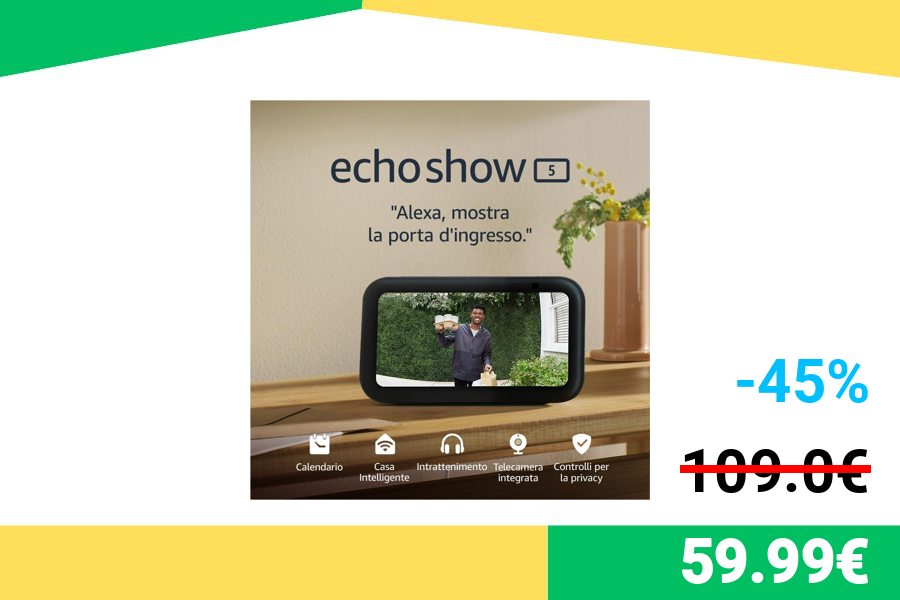 echo show 5
"Alexa, mostra
la porta d'ingresso."
Calendario
Casa
Intelligente
Intrattenimento
Telecamera
integrata
Controlli per
la privacy
-45%
109.0€
59.99€